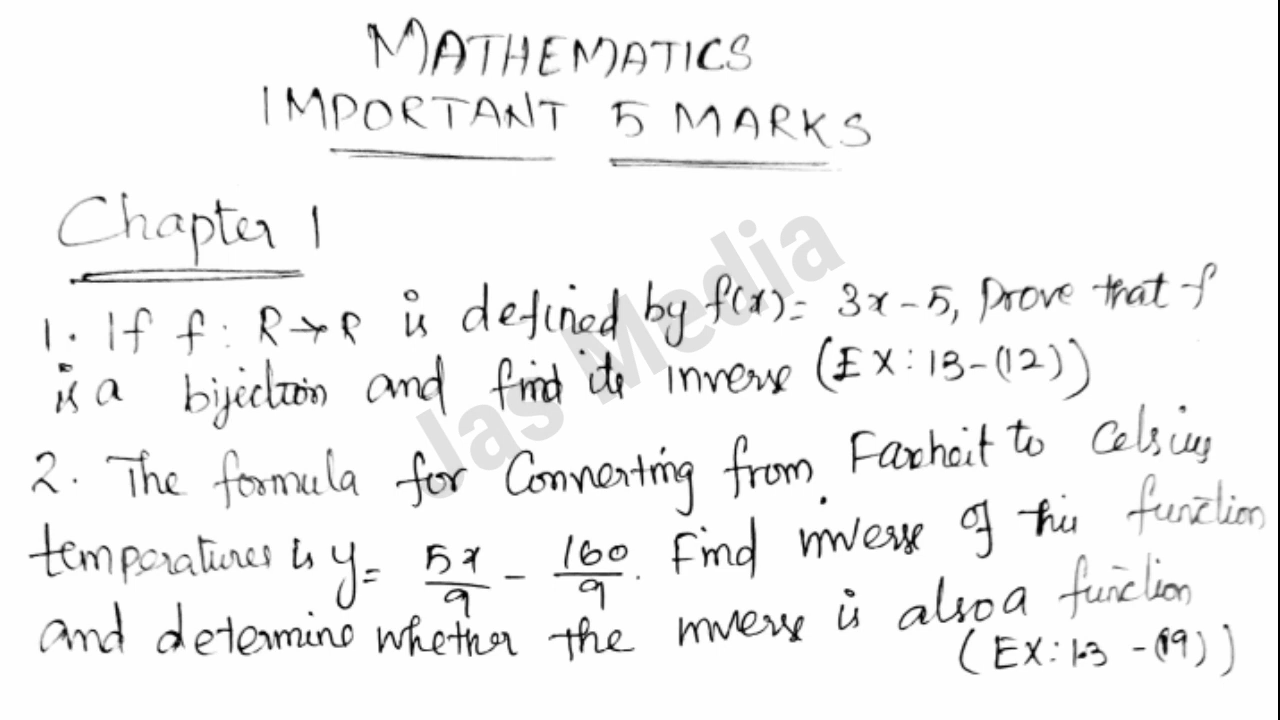 MATHEMATICS
IMPORTANT 5 MARKS
Chapter 1
1. If f: R→R is defined by f(x)= 3x-5, Prove that f
is a bijection and find its inverse (EX: 1.3-(12))
2. The formula for Converting from Farheit to Celsius
temperatures is y= 5x/9 - 160/9. Find inverse of this function
and determine whether the inverse is also a function
(EX: 1.3 - (19))
Jas Media